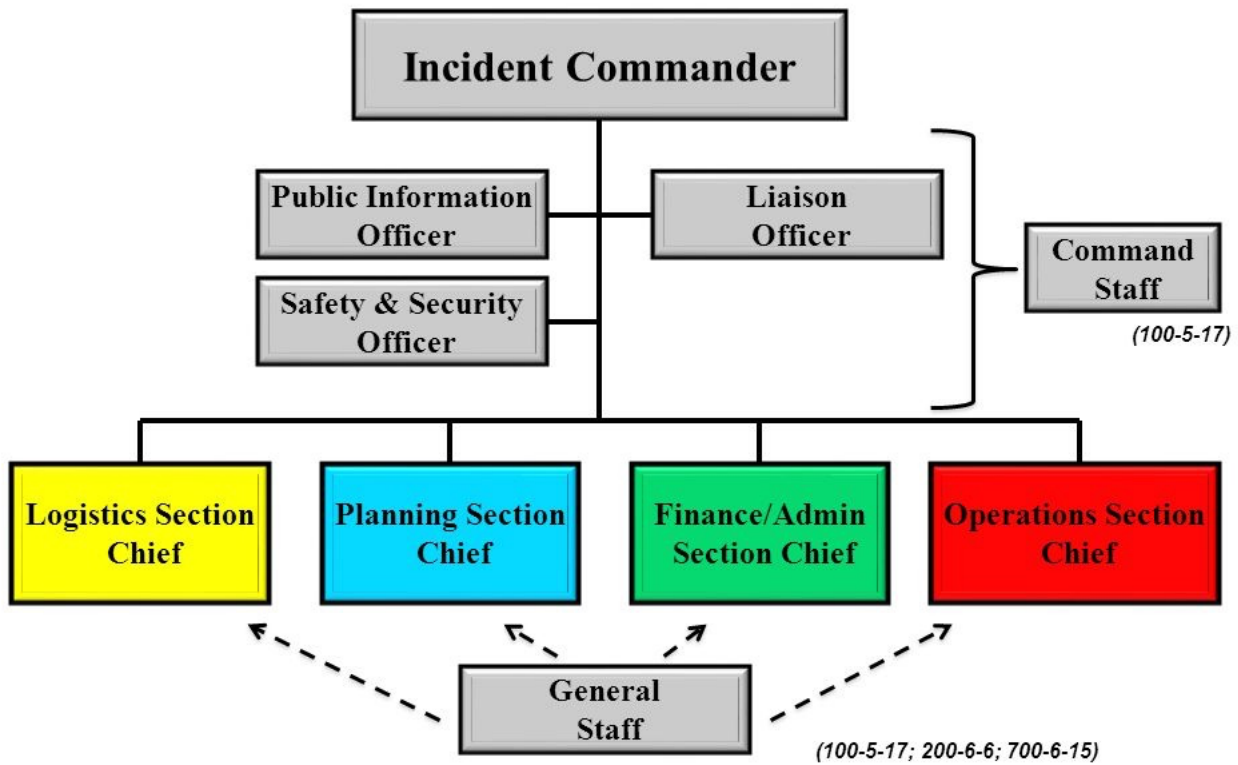 Incident Commander
Public Information
Officer
Liaison
Officer
Command
Staff
(100-5-17)
Safety & Security
Officer
Logistics Section
Chief
Planning Section
Chief
Finance/Admin
Section Chief
Operations Section
Chief
General
Staff
(100-5-17; 200-6-6; 700-6-15)